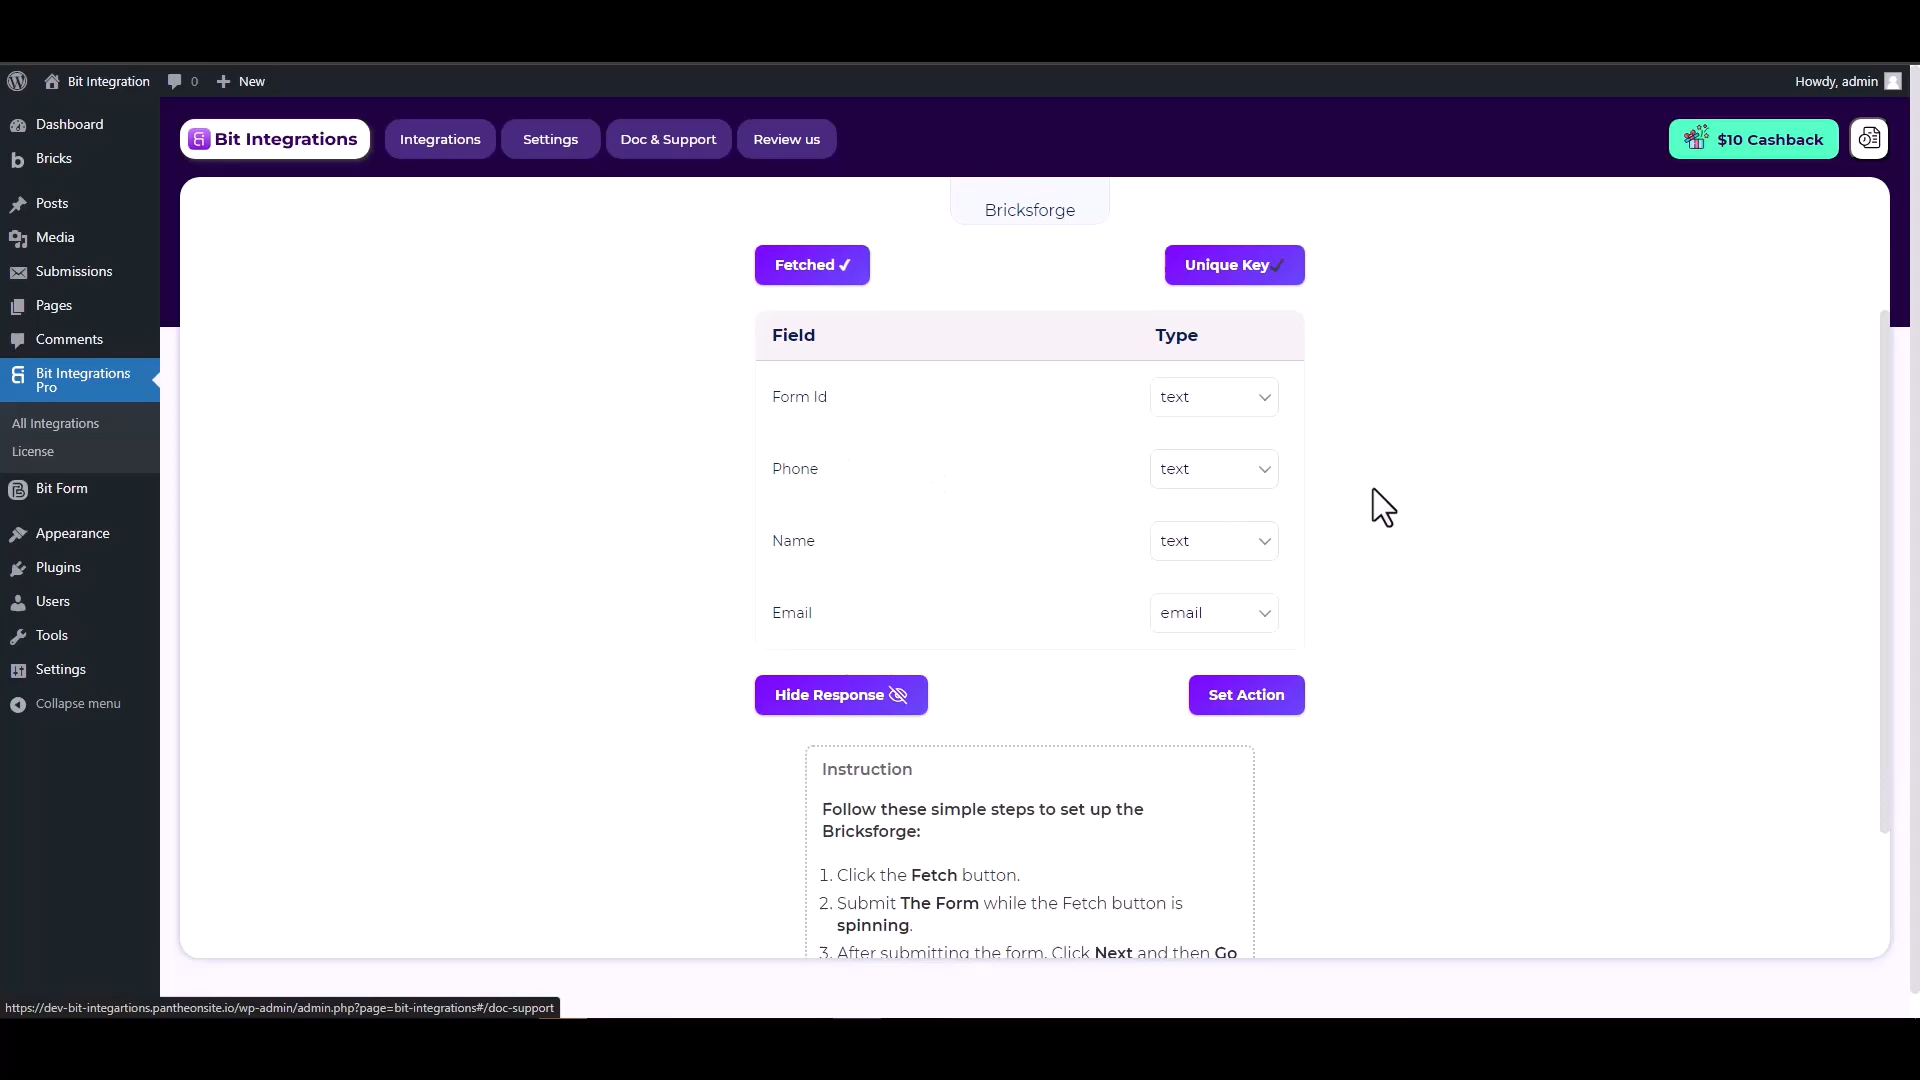 Bit Integration
0
New
Howdy, admin
Dashboard
Bricks
Posts
Media
Submissions
Pages
Comments
Bit Integrations
Pro
All Integrations
License
Bit Form
Appearance
Plugins
Users
Tools
Settings
Collapse menu
Bit Integrations
Integrations
Settings
Doc & Support
Review us
$10 Cashback
Bricksforge
Fetched ✓
Unique Key ✓
Field
Type
Form Id
text
Phone
text
Name
text
Email
email
Hide Response
Set Action
Instruction
Follow these simple steps to set up the
Bricksforge:
1. Click the Fetch button.
2. Submit The Form while the Fetch button is
spinning.
3. After submitting the form, Click Next and then Go
https://dev-bit-integartions.pantheonsite.io/wp-admin/admin.php?page=bit-integrations#/doc-support